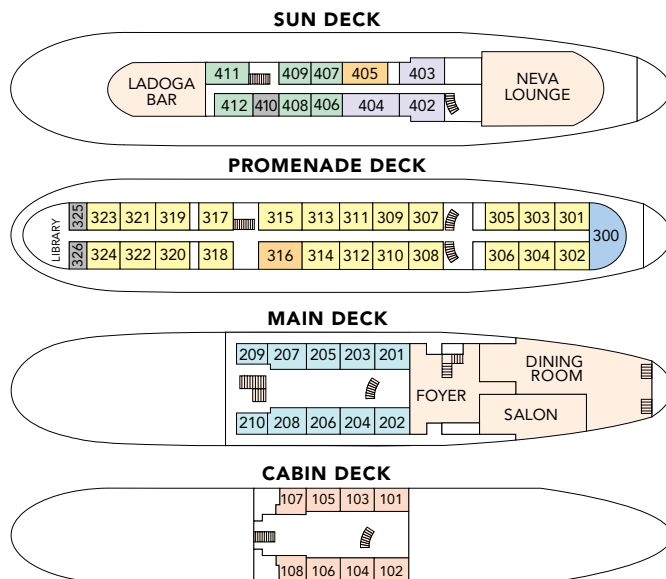 SUN DECK
411 409 407 405 403
LADOGA
BAR
NEVA
LOUNGE
412 410 408 406 404 402
PROMENADE DECK
325 323 321 319 317 315 313 311 309 307 305 303 301
LIBRARY
300
326 324 322 320 318 316 314 312 310 308 306 304 302
MAIN DECK
209 207 205 203 201
DINING
ROOM
FOYER
SALON
210 208 206 204 202
CABIN DECK
107 105 103 101
108 106 104 102